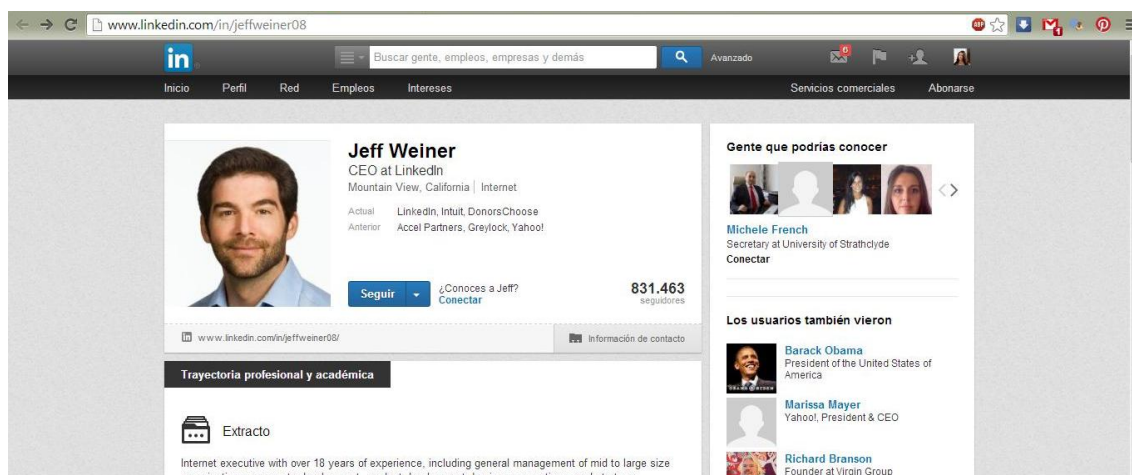 www.linkedin.com/in/jeffweiner08
ABP
in
Buscar gente, empleos, empresas y demás
Avanzado
6
Inicio Perfil Red Empleos Intereses Servicios comerciales Abonarse
Jeff Weiner
CEO at LinkedIn
Mountain View, California | Internet
Actual LinkedIn, Intuit, DonorsChoose
Anterior Accel Partners, Greylock, Yahoo!
Seguir
¿Conoces a Jeff?
Conectar
831.463
seguidores
in www.linkedin.com/in/jeffweiner08/
Información de contacto
Trayectoria profesional y académica
Extracto
Internet executive with over 18 years of experience, including general management of mid to large size
Gente que podrías conocer
Michele French
Secretary at University of Strathclyde
Conectar
Los usuarios también vieron
Barack Obama
President of the United States of
America
Marissa Mayer
Yahoo!, President & CEO
Richard Branson
Founder at Virgin Group